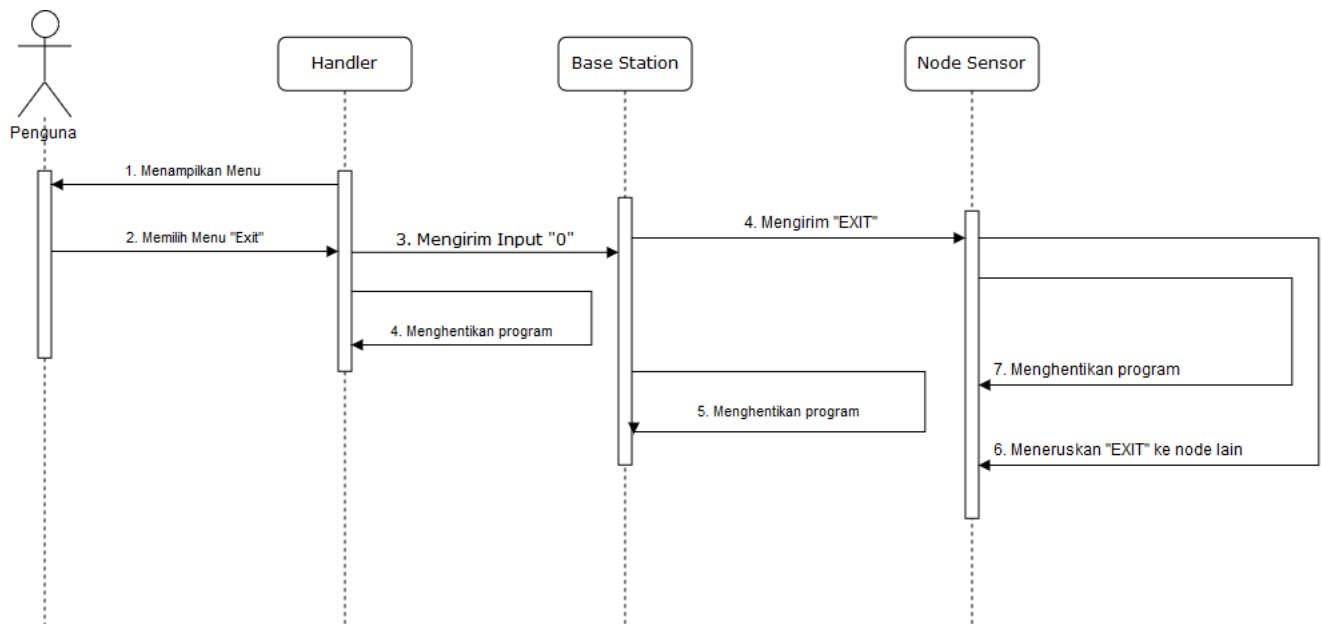 Handler
Base Station
Node Sensor
Penguna
1. Menampilkan Menu
2. Memilih Menu "Exit"
3. Mengirim Input "0"
4. Mengirim "EXIT"
4. Menghentikan program
7. Menghentikan program
5. Menghentikan program
6. Meneruskan "EXIT" ke node lain